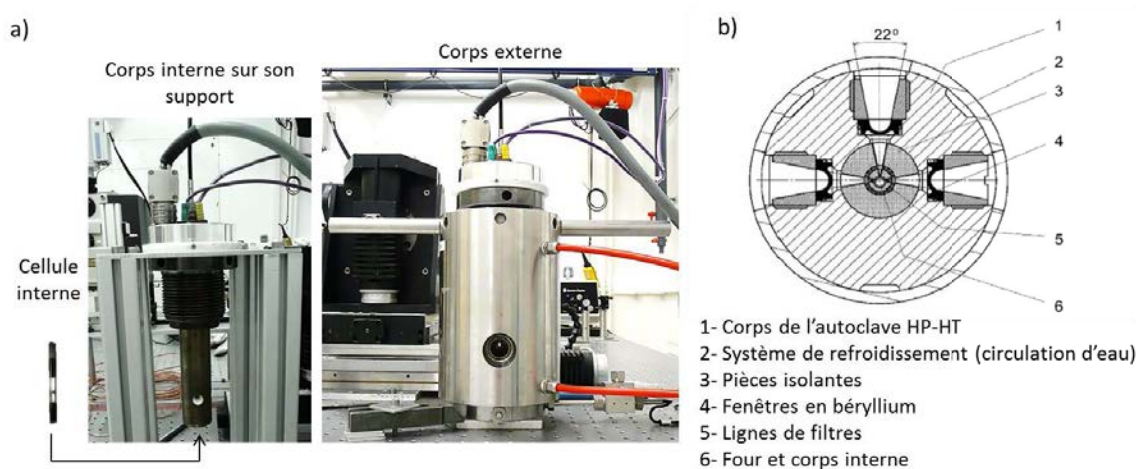 a)
Corps interne sur son
support
Corps externe
Cellule
interne
b)
22°
1
2
3
4
5
6
1- Corps de l'autoclave HP-HT
2- Système de refroidissement (circulation d'eau)
3- Pièces isolantes
4- Fenêtres en béryllium
5- Lignes de filtres
6- Four et corps interne